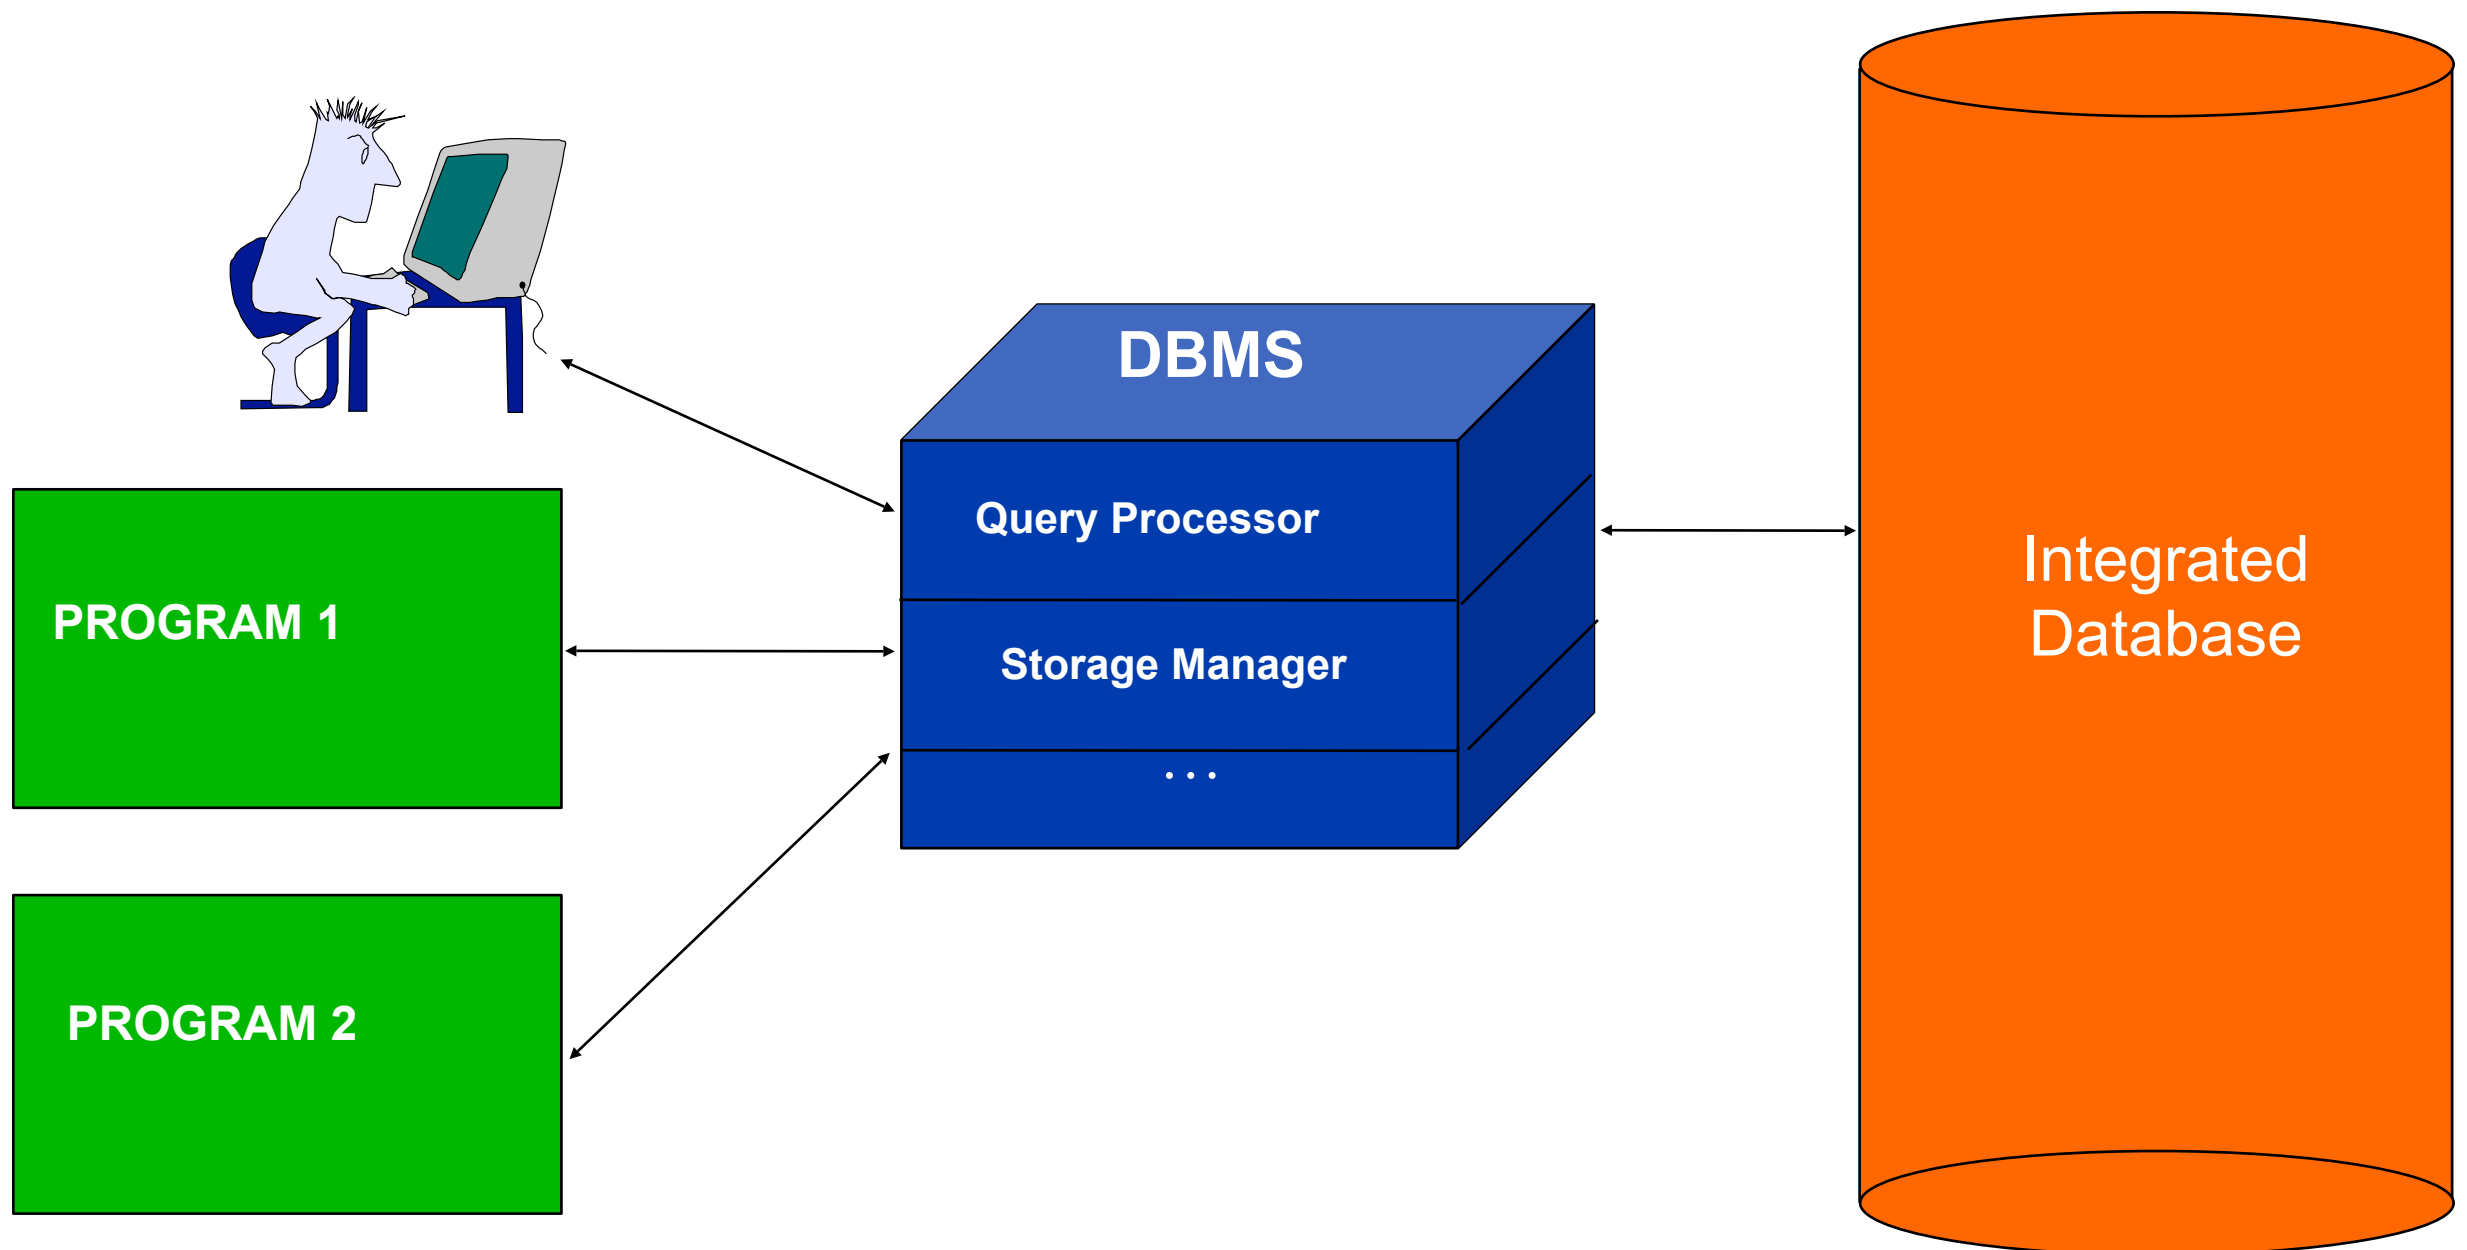 DBMS
Query Processor
Storage Manager
. . .
PROGRAM 1
PROGRAM 2
Integrated
Database